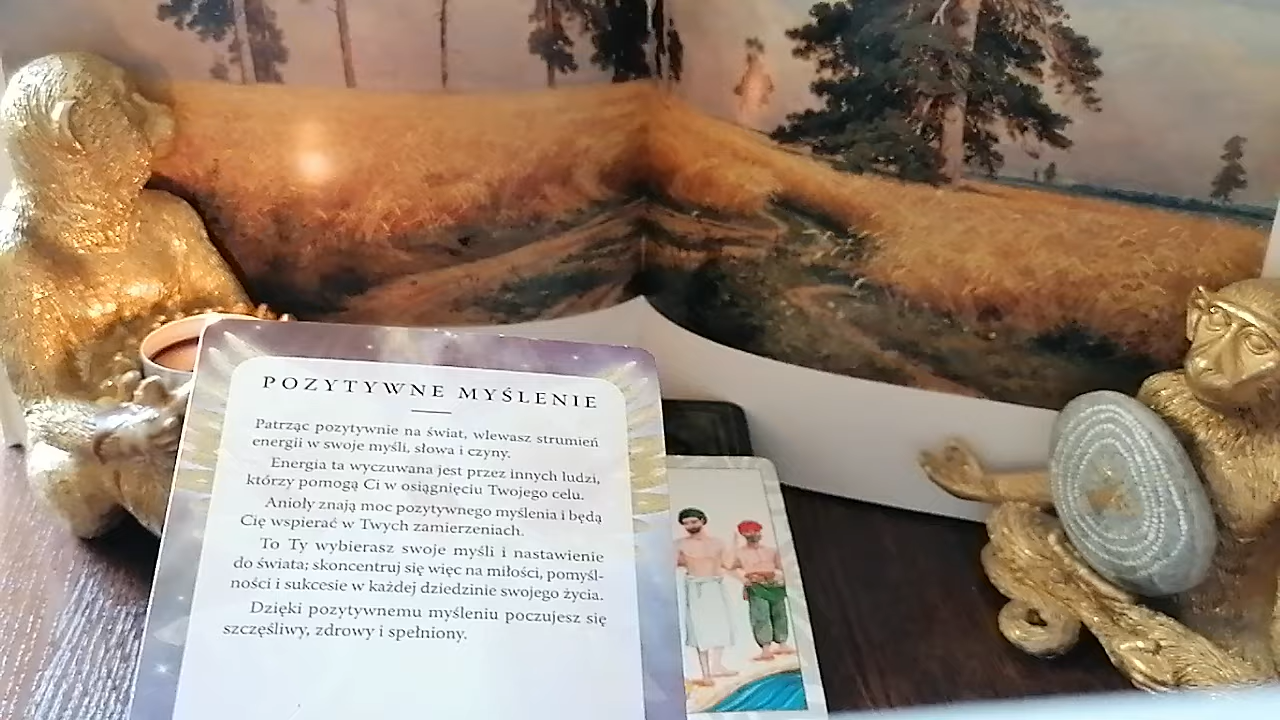 POZYTYWNE MYŚLENIE
Patrząc pozytywnie na świat, wlewasz strumień
energii w swoje myśli, słowa i czyny.
Energia ta wyczuwana jest przez innych ludzi,
którzy pomogą Ci w osiągnięciu Twojego celu.
Anioły znają moc pozytywnego myślenia i będą
Cię wspierać w Twych zamierzeniach.
To Ty wybierasz swoje myśli i nastawienie
do świata; skoncentruj się więc na miłości, pomyśl-
ności i sukcesie w każdej dziedzinie swojego życia.
Dzięki pozytywnemu myśleniu poczujesz się
szczęśliwy, zdrowy i spełniony.